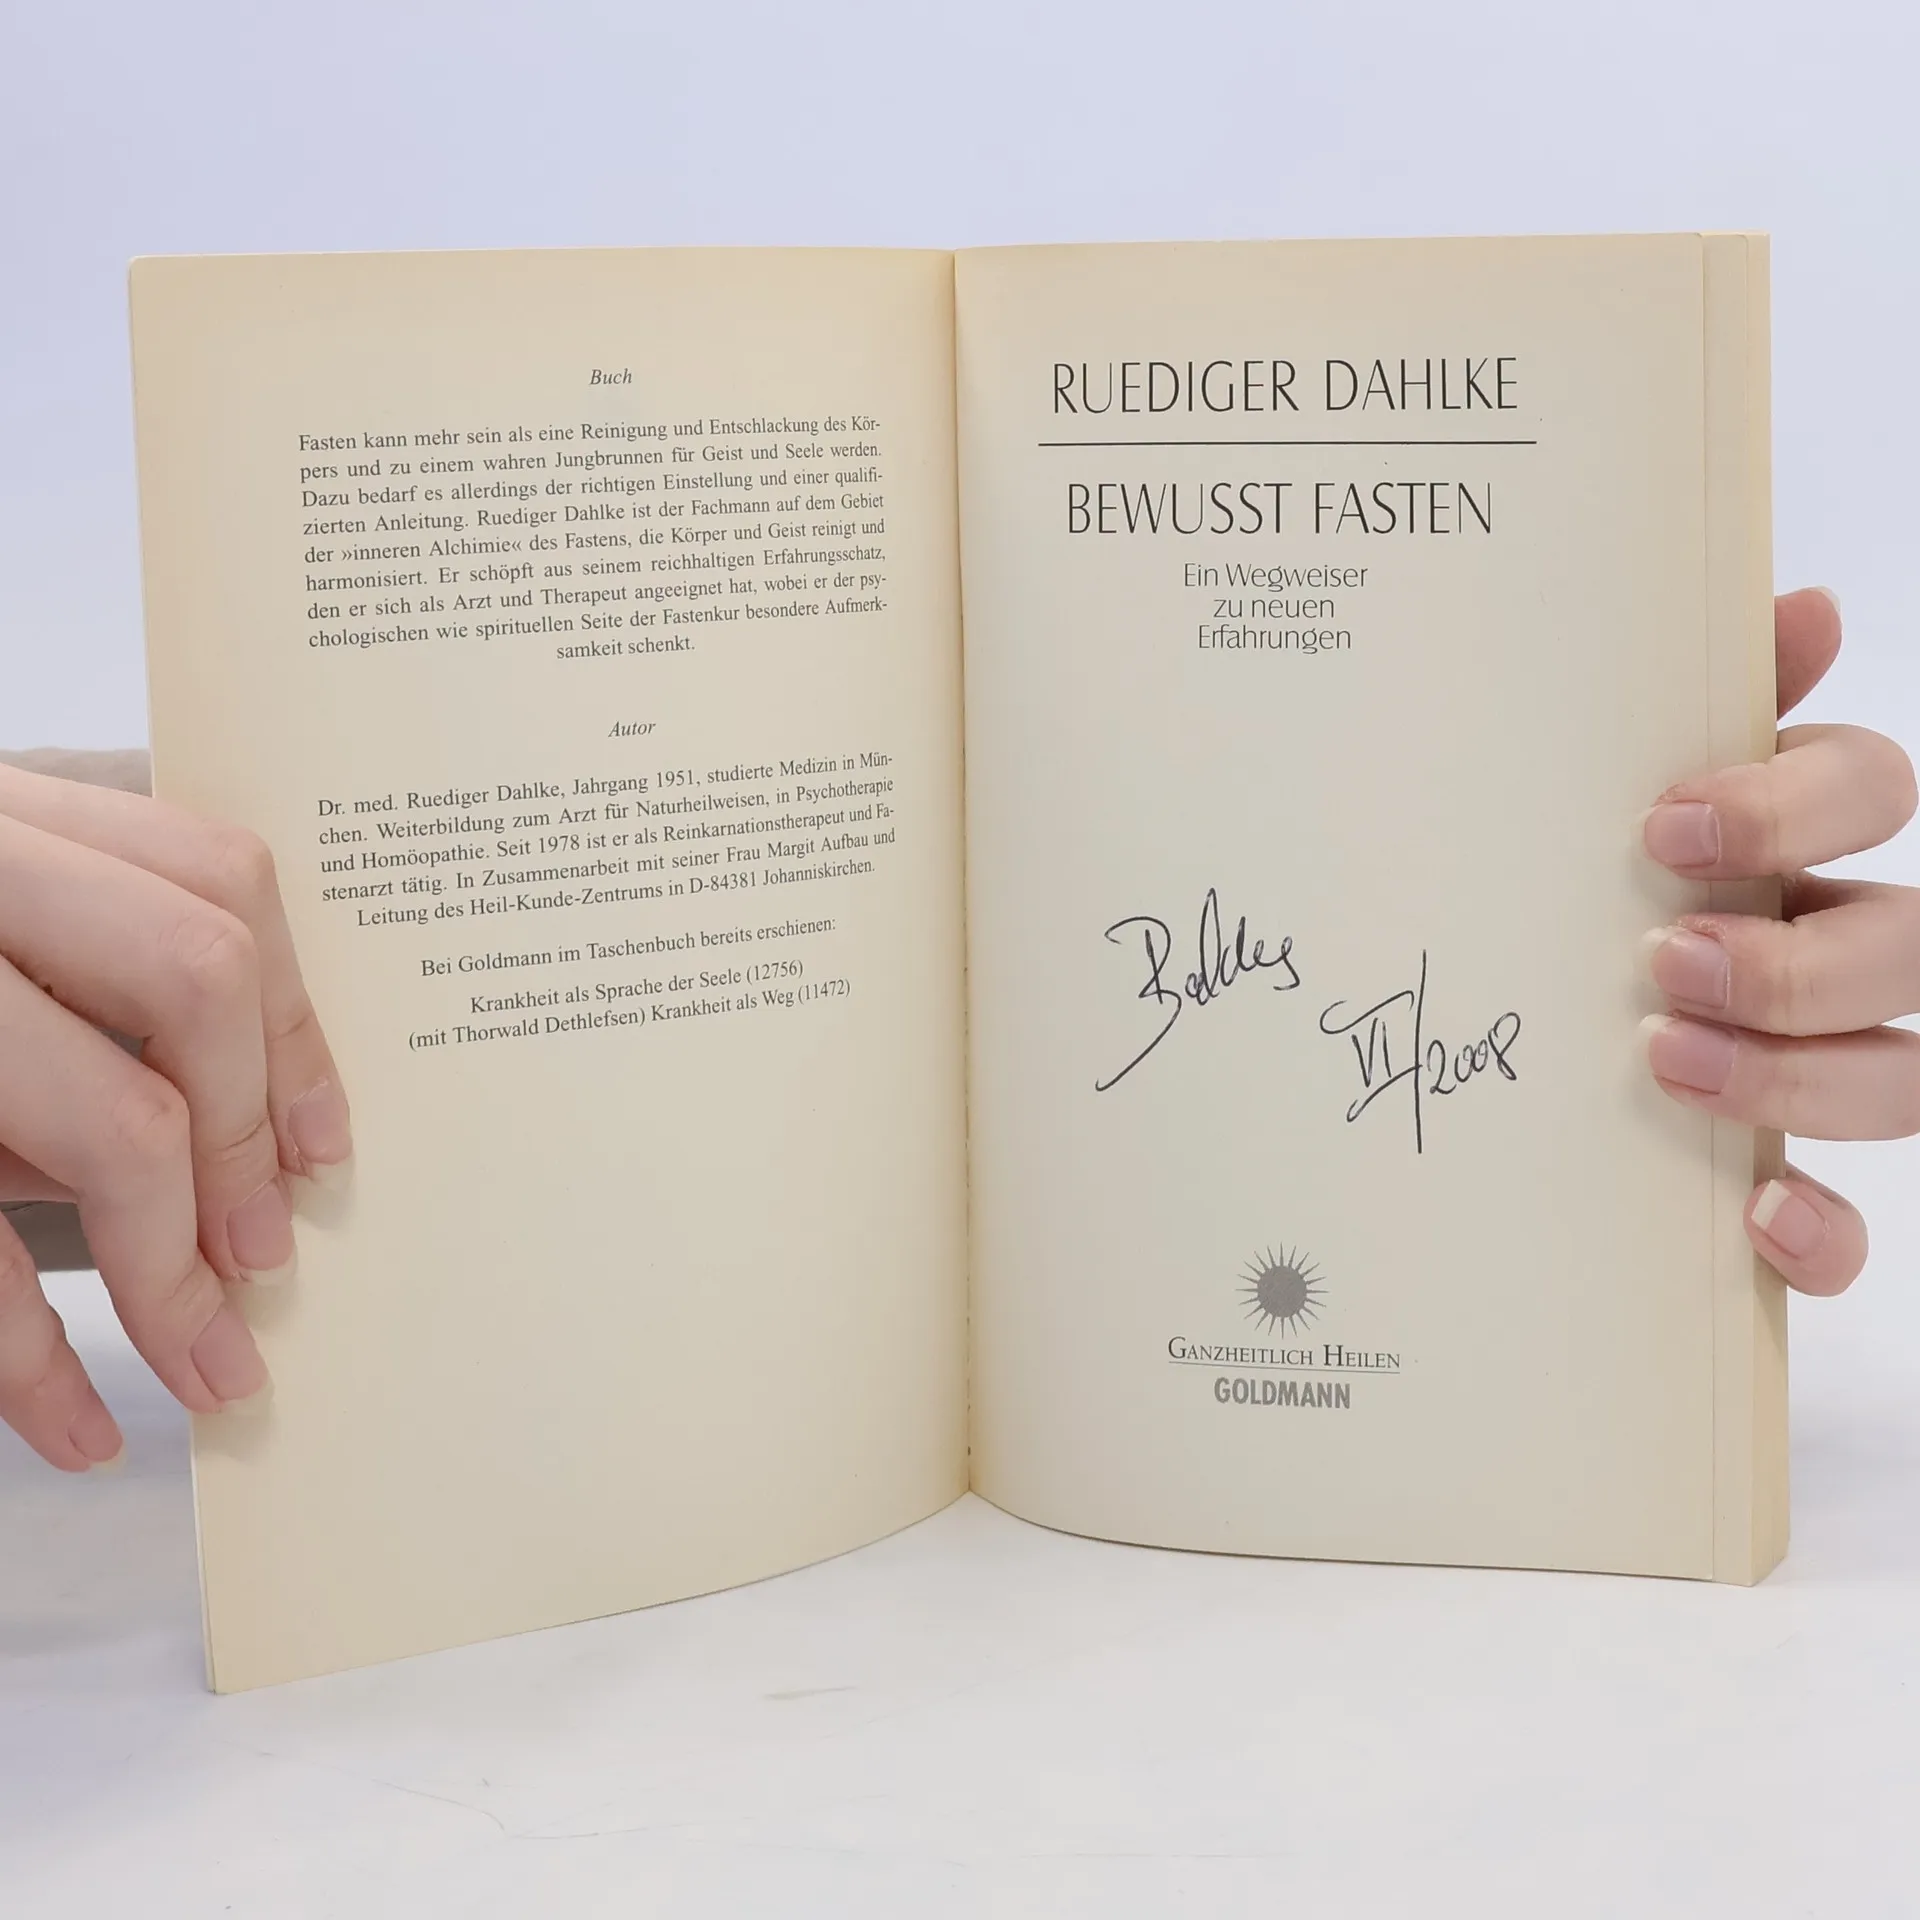 Buch
Fasten kann mehr sein als eine Reinigung und Entschlackung des Kör-
pers und zu einem wahren Jungbrunnen für Geist und Seele werden.
Dazu bedarf es allerdings der richtigen Einstellung und einer qualifi-
zierten Anleitung. Ruediger Dahlke ist der Fachmann auf dem Gebiet
der »inneren Alchimie« des Fastens, die Körper und Geist reinigt und
harmonisiert. Er schöpft aus seinem reichhaltigen Erfahrungsschatz,
den er sich als Arzt und Therapeut angeeignet hat, wobei er der psy-
chologischen wie spirituellen Seite der Fastenkur besondere Aufmerk-
samkeit schenkt.
Autor
Dr. med. Ruediger Dahlke, Jahrgang 1951, studierte Medizin in Mün-
chen. Weiterbildung zum Arzt für Naturheilweisen, in Psychotherapie
und Homöopathie. Seit 1978 ist er als Reinkarnationstherapeut und Fa-
stenarzt tätig. In Zusammenarbeit mit seiner Frau Margit Aufbau und
Leitung des Heil-Kunde-Zentrums in D-84381 Johanniskirchen.
Bei Goldmann im Taschenbuch bereits erschienen:
Krankheit als Sprache der Seele (12756)
(mit Thorwald Dethlefsen) Krankheit als Weg (11472)
RUEDIGER DAHLKE
BEWUSST FASTEN
Ein Wegweiser
zu neuen
Erfahrungen
VI/2008
GANZHEITLICH HEILEN
GOLDMANN